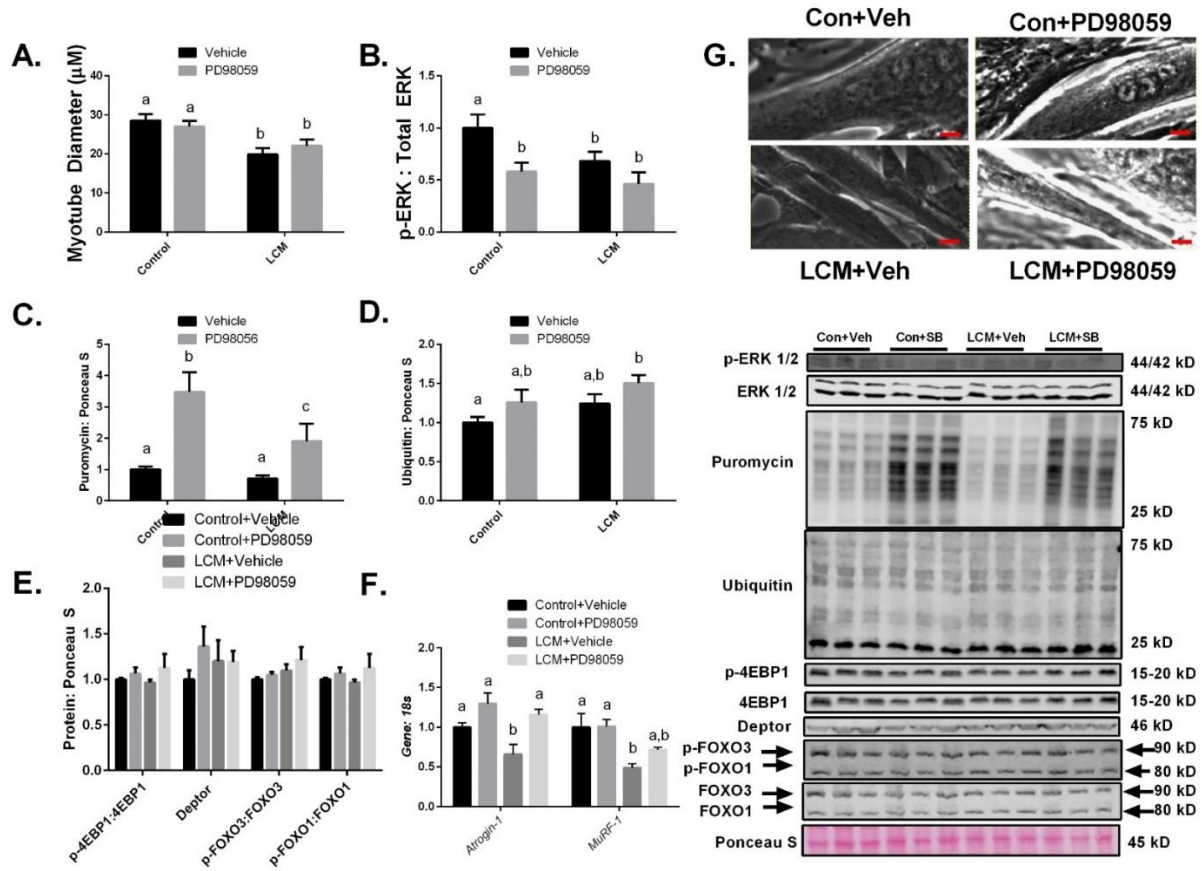 A.
Vehicle
PD98059
Myotube Diameter (µM)
40
30
20
10
0
a
a
b
b
Control
LCM
B.
Vehicle
PD98059
p-ERK : Total ERK
1.5
1.0
0.5
0.0
a
b
b
b
Control
LCM
C.
Vehicle
PD98056
Puromycin: Ponceau S
5
4
3
2
1
0
a
b
a
c
Control
LCM
D.
Vehicle
PD98059
Ubiquitin: Ponceau S
2.0
1.5
1.0
0.5
0.0
a
a,b
a,b
b
Control
LCM
E.
Control+Vehicle
Control+PD98059
LCM+Vehicle
LCM+PD98059
Protein: Ponceau S
2.0
1.5
1.0
0.5
0.0
p-4EBP1:4EBP1
Deptor
p-FOXO3:FOXO3
p-FOXO1:FOXO1
F.
Control+Vehicle
Control+PD98059
LCM+Vehicle
LCM+PD98059
Gene: 18s
2.0
1.5
1.0
0.5
0.0
a
a
b
a
a
a
b
a,b
Atrogin-1
MuRF-1
G.
Con+Veh
Con+PD98059
LCM+Veh
LCM+PD98059
Con+Veh
Con+SB
LCM+Veh
LCM+SB
p-ERK 1/2
44/42 kD
ERK 1/2
44/42 kD
Puromycin
75 kD
25 kD
Ubiquitin
75 kD
25 kD
p-4EBP1
15-20 kD
4EBP1
15-20 kD
Deptor
46 kD
p-FOXO3
90 kD
p-FOXO1
80 kD
FOXO3
90 kD
FOXO1
80 kD
Ponceau S
45 kD